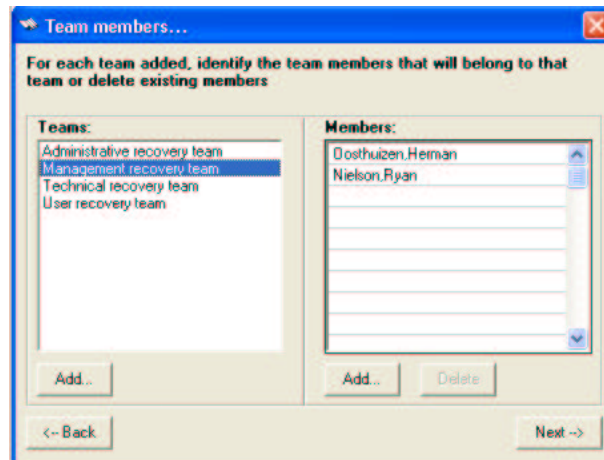 Team members...
For each team added, identify the team members that will belong to that
team or delete existing members
Teams:
Administrative recovery team
Management recovery team
Technical recovery team
User recovery team
Add...
Members:
Oosthuizen,Herman
Nielson,Ryan
Add...
Delete
<-- Back
Next -->